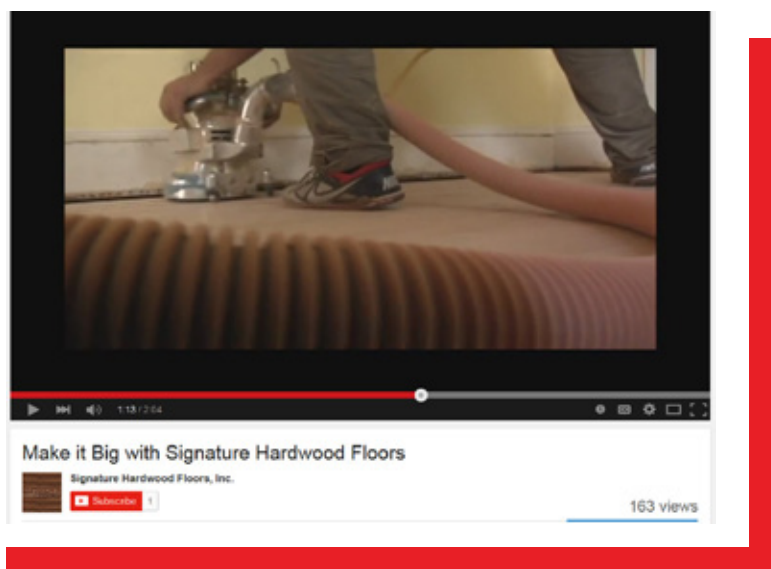 1:13 / 2:04
Make it Big with Signature Hardwood Floors
Signature Hardwood Floors, Inc.
Subscribe 1
163 views